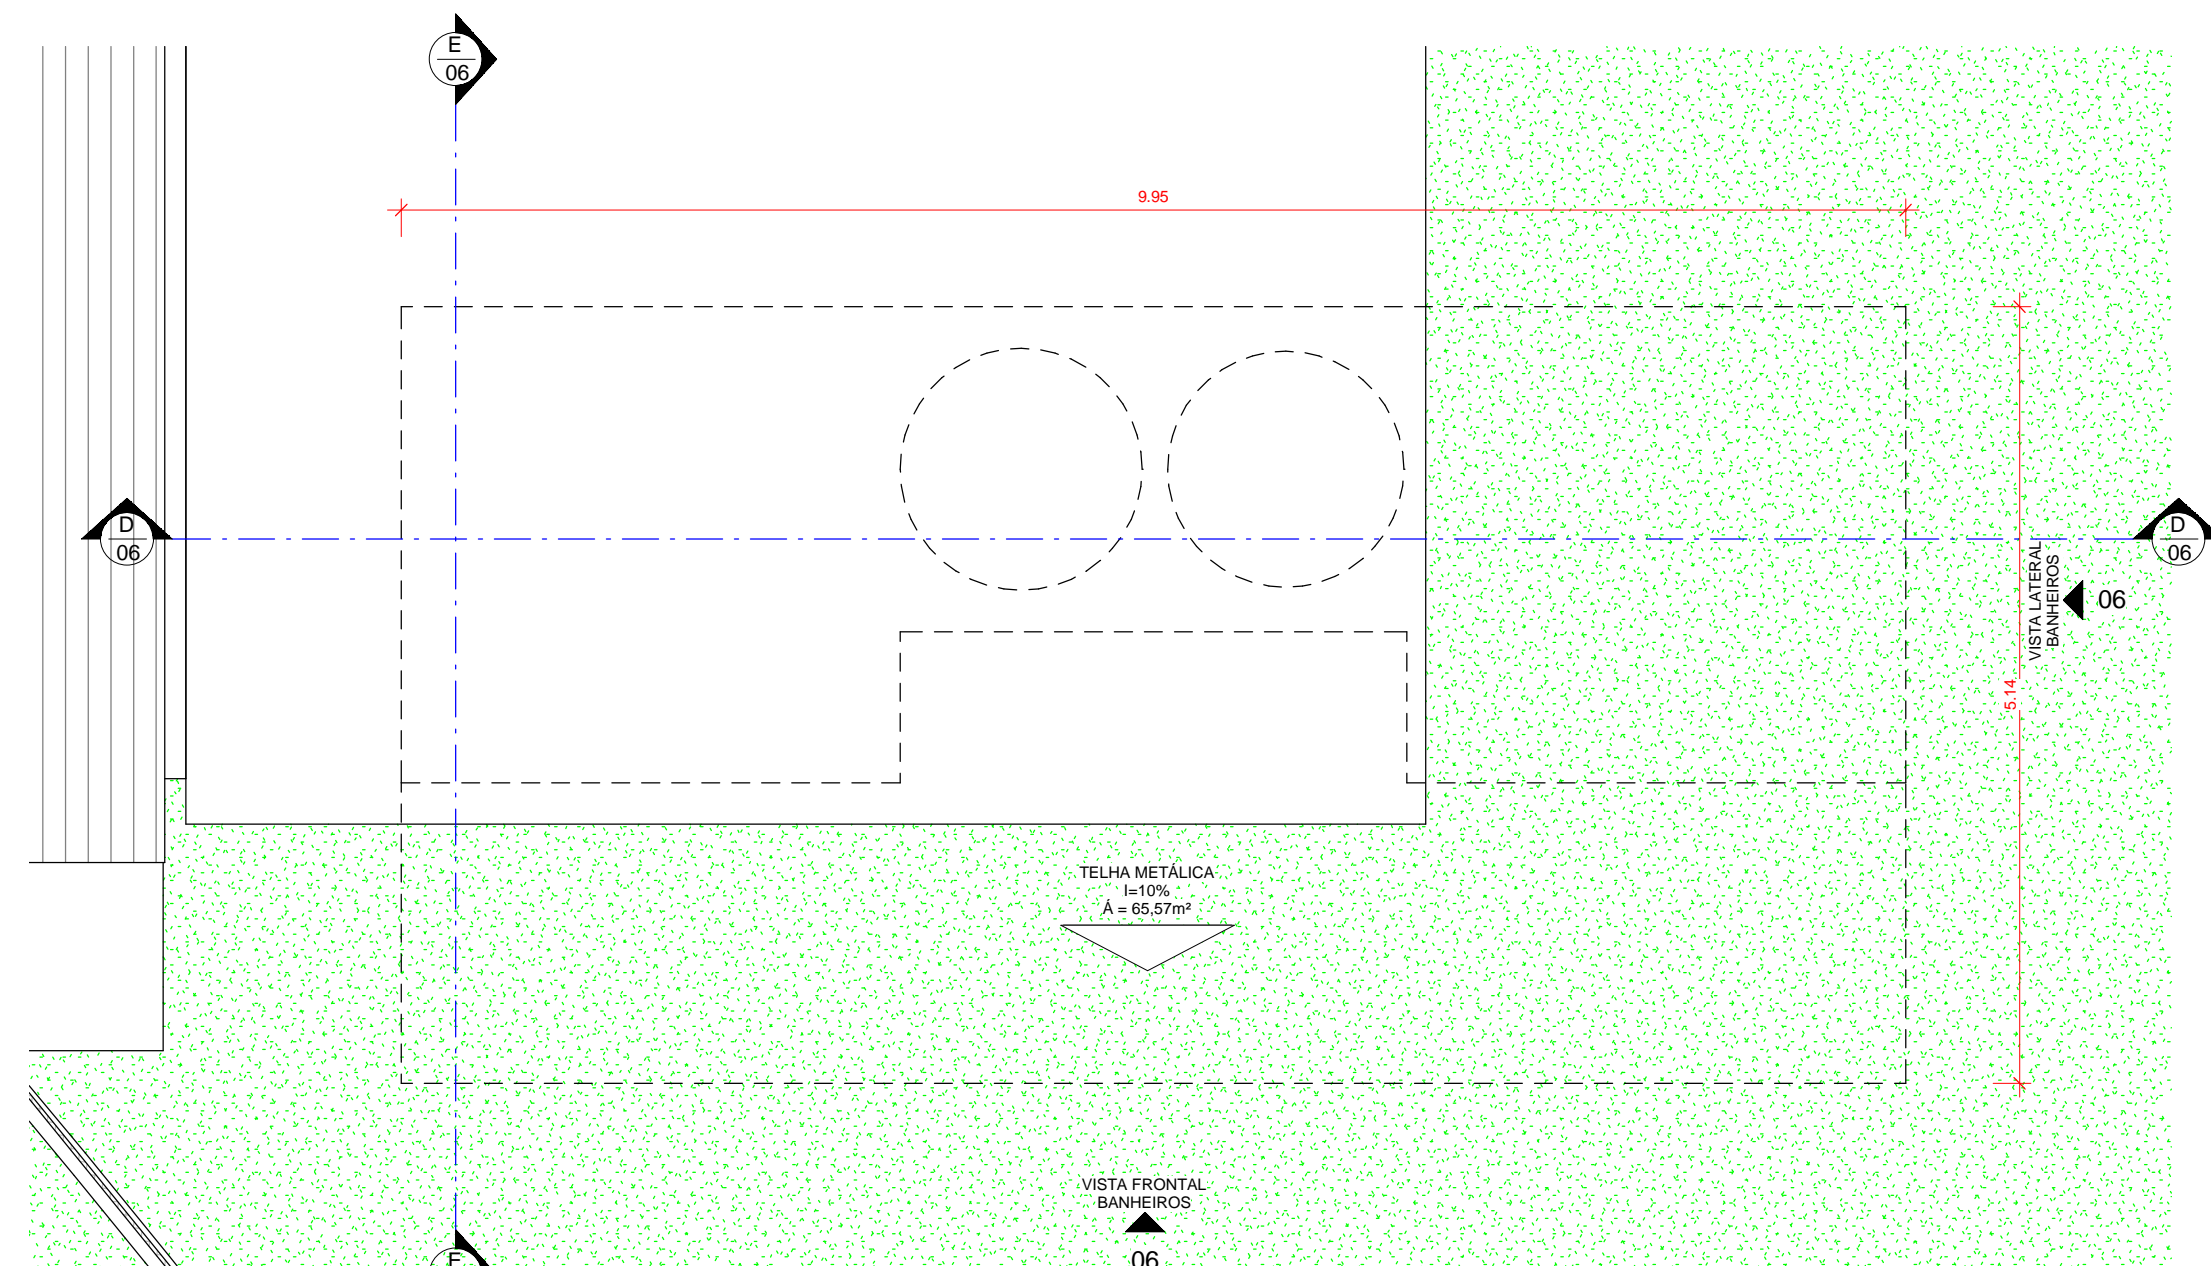 E
06
9.95
D
06
D
06
VISTA LATERAL
BANHEIROS
06
5.14
TELHA METÁLICA
I=10%
Á = 65,57m²
VISTA FRONTAL
BANHEIROS
06